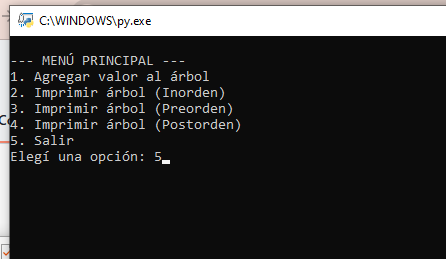 C:\WINDOWS\py.exe
--- MENÚ PRINCIPAL ---
1. Agregar valor al árbol
2. Imprimir árbol (Inorden)
3. Imprimir árbol (Preorden)
4. Imprimir árbol (Postorden)
5. Salir
Elegí una opción: 5